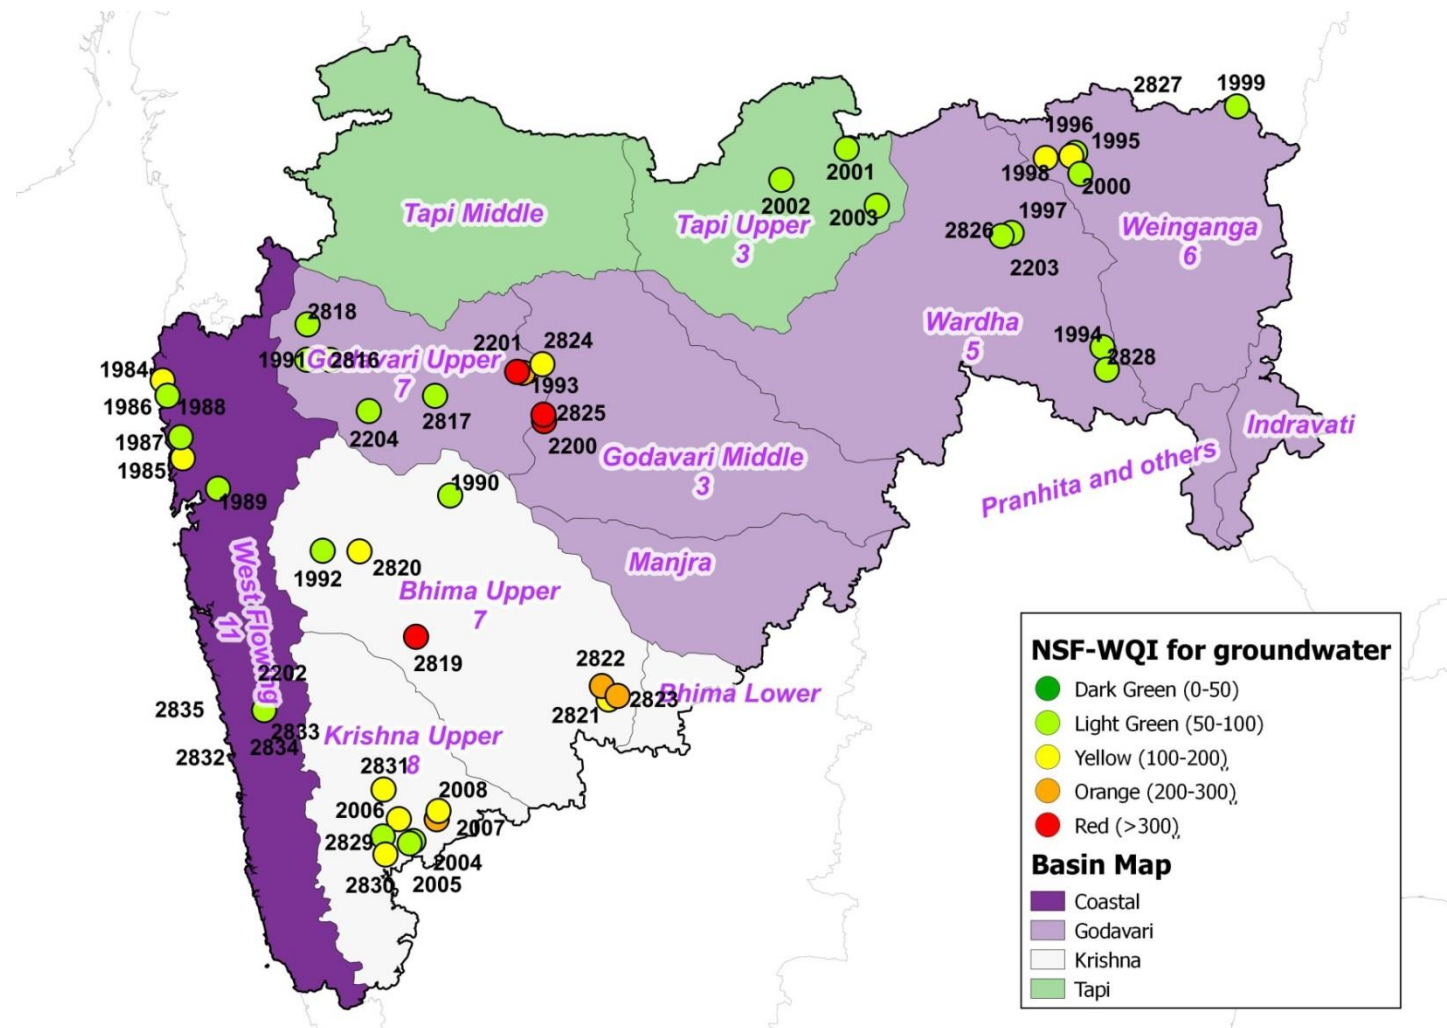 2827
1999
1996
1995
1998
2000
2001
2002
2003
Tapi Middle
Tapi Upper
3
1997
2826
2203
Weinganga
6
2818
1991
2816
Godavari Upper
7
2201
2824
1993
2817
2204
2825
2200
Wardha
5
1994
2828
1984
1986
1988
1987
1985
1989
Godavari Middle
3
Indravati
Pranhita and others
1990
Manjra
1992
2820
Bhima Upper
7
2819
West Flowing
11
2202
2822
2821
2823
Bhima Lower
2835
2833
2834
2832
Krishna Upper
8
2831
2006
2008
2007
2829
2004
2830
2005
NSF-WQI for groundwater
Dark Green (0-50)
Light Green (50-100)
Yellow (100-200)
Orange (200-300)
Red (>300)
Basin Map
Coastal
Godavari
Krishna
Tapi